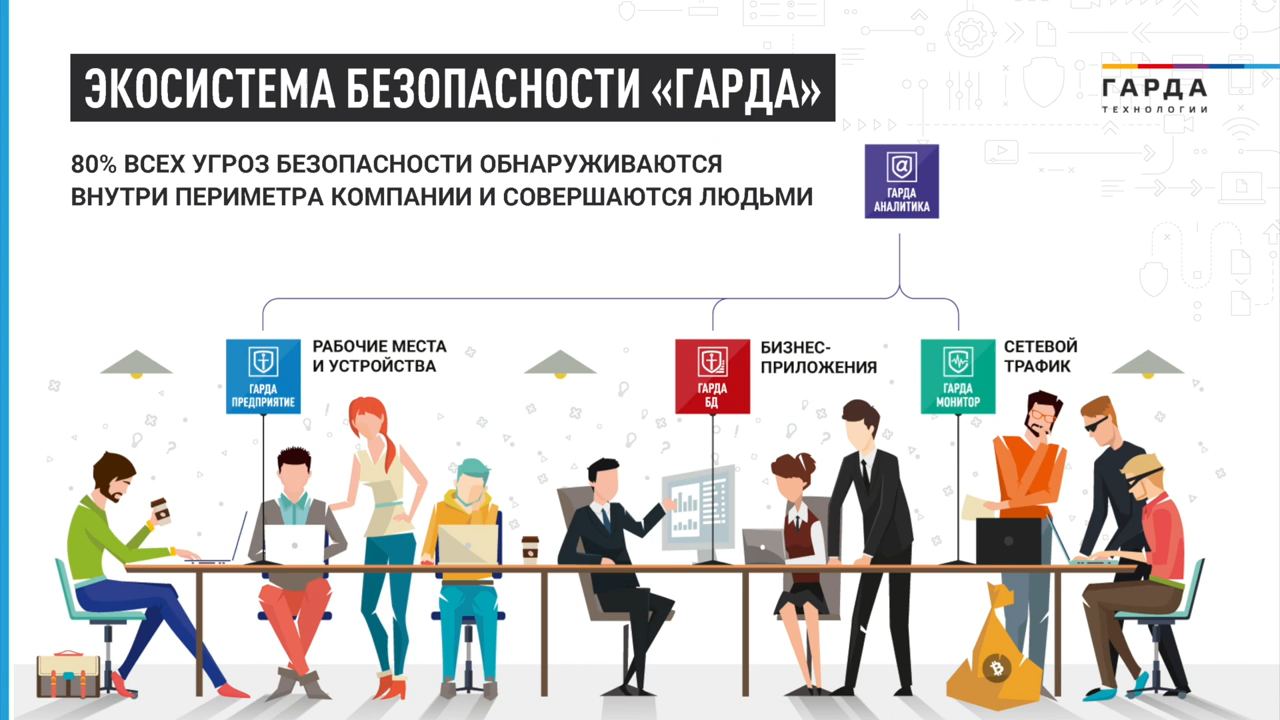 ЭКОСИСТЕМА БЕЗОПАСНОСТИ «ГАРДА»
ГАРДА
ТЕХНОЛОГИИ
80% ВСЕХ УГРОЗ БЕЗОПАСНОСТИ ОБНАРУЖИВАЮТСЯ
ВНУТРИ ПЕРИМЕТРА КОМПАНИИ И СОВЕРШАЮТСЯ ЛЮДЬМИ
ГАРДА
АНАЛИТИКА
ГАРДА
ПРЕДПРИЯТИЕ
РАБОЧИЕ МЕСТА
И УСТРОЙСТВА
ГАРДА
БД
БИЗНЕС-
ПРИЛОЖЕНИЯ
ГАРДА
МОНИТОР
СЕТЕВОЙ
ТРАФИК